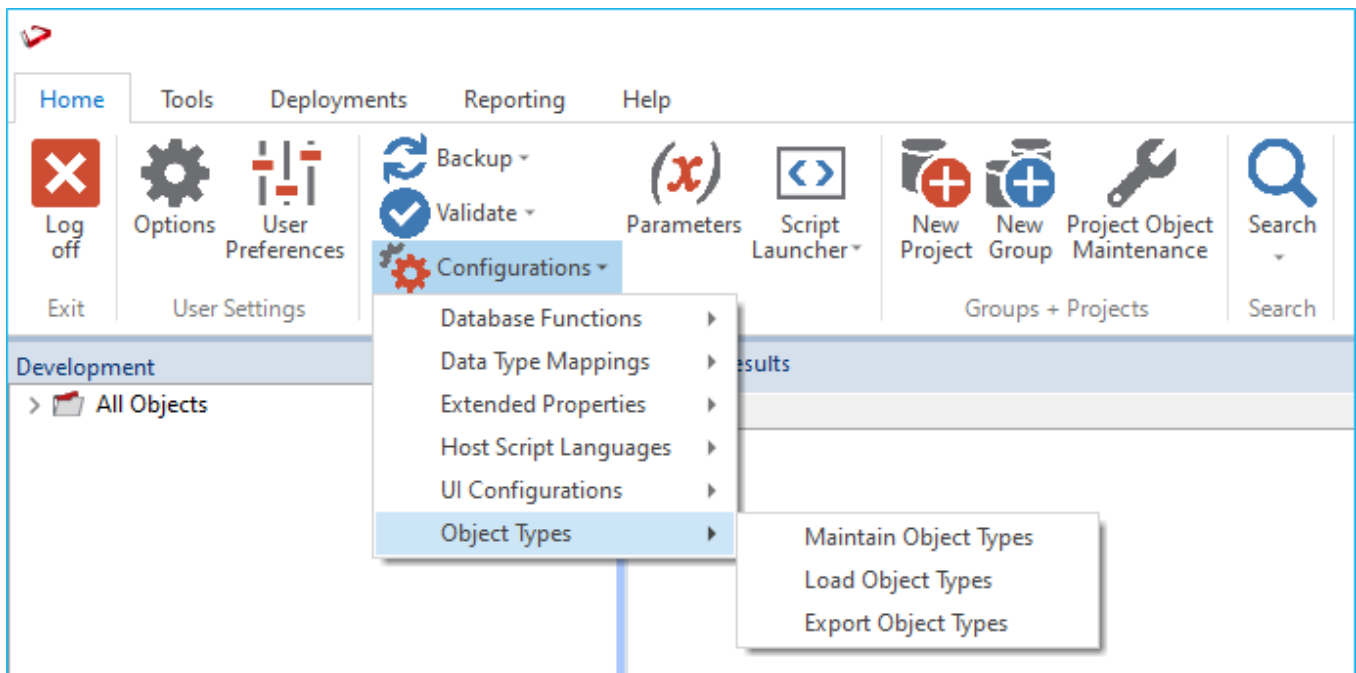 Home Tools Deployments Reporting Help
Backup
Validate
Configurations
Log
off
Options
User
Preferences
Parameters
Script
Launcher
New
Project
New
Group
Project Object
Maintenance
Search
Exit
User Settings
Groups + Projects
Search
Database Functions
Data Type Mappings
Extended Properties
Host Script Languages
UI Configurations
Object Types
Maintain Object Types
Load Object Types
Export Object Types
Development
All Objects